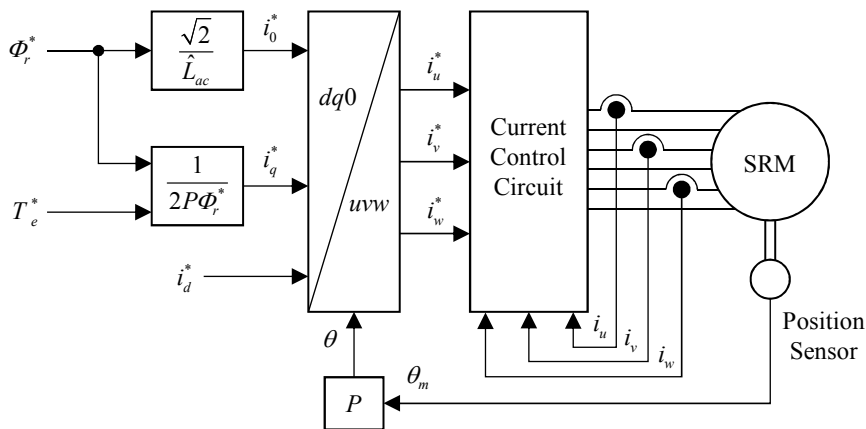 Φ_r^*
√2 / L̂_ac
i_0^*
1 / 2PΦ_r^*
i_q^*
T_e^*
i_d^*
dq0
uvw
i_u^*
i_v^*
i_w^*
Current
Control
Circuit
SRM
i_u
i_v
i_w
Position
Sensor
θ
θ_m
P